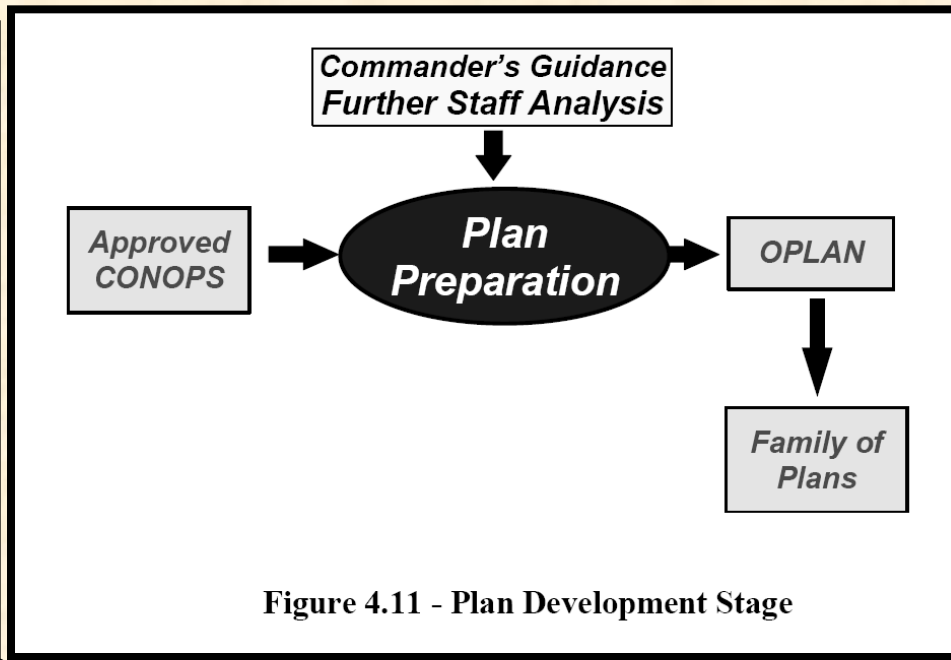 Commander's Guidance
Further Staff Analysis
Approved
CONOPS
Plan
Preparation
OPLAN
Family of
Plans
Figure 4.11 - Plan Development Stage